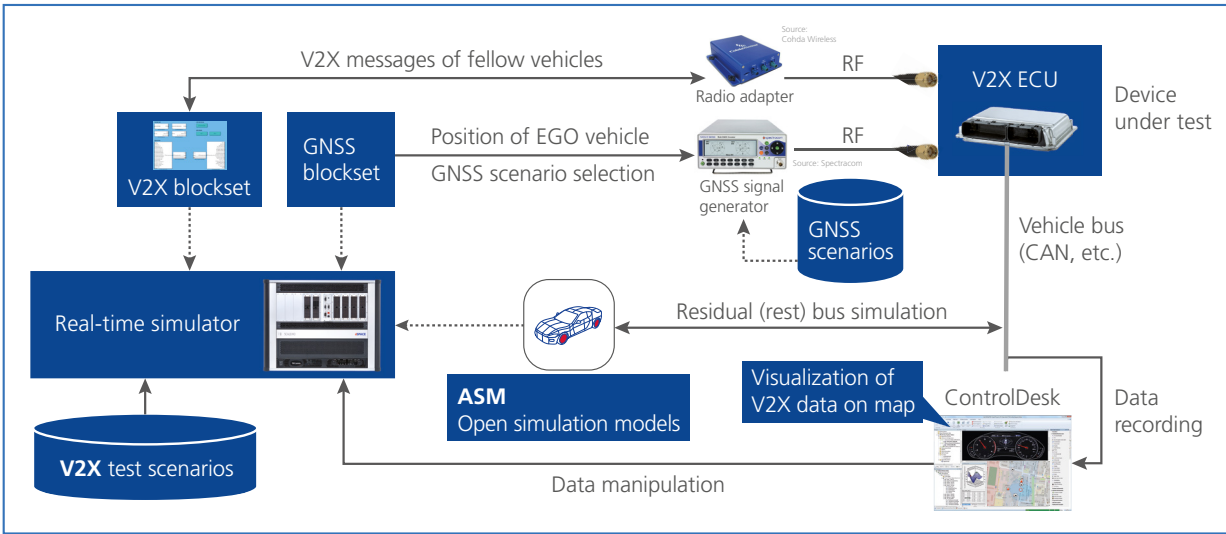 Source:
Cohda Wireless
V2X messages of fellow vehicles
RF
Radio adapter
V2X ECU
Device
under test
V2X blockset
GNSS
blockset
Position of EGO vehicle
GNSS scenario selection
RF
Source: Spectracom
GNSS signal
generator
GNSS
scenarios
Vehicle bus
(CAN, etc.)
Real-time simulator
Residual (rest) bus simulation
ASM
Open simulation models
Visualization of
V2X data on map
ControlDesk
Data
recording
V2X test scenarios
Data manipulation